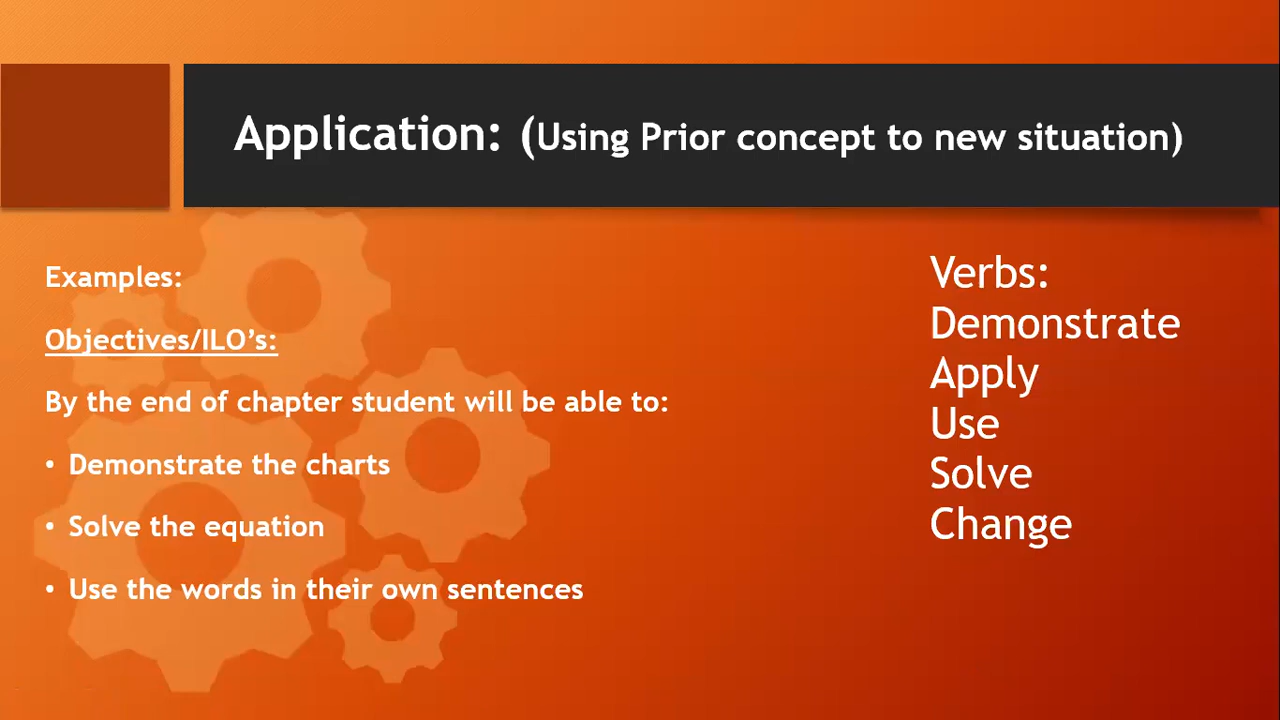 Application: (Using Prior concept to new situation)
Examples:
Objectives/ILO's:
By the end of chapter student will be able to:
• Demonstrate the charts
• Solve the equation
• Use the words in their own sentences
Verbs:
Demonstrate
Apply
Use
Solve
Change